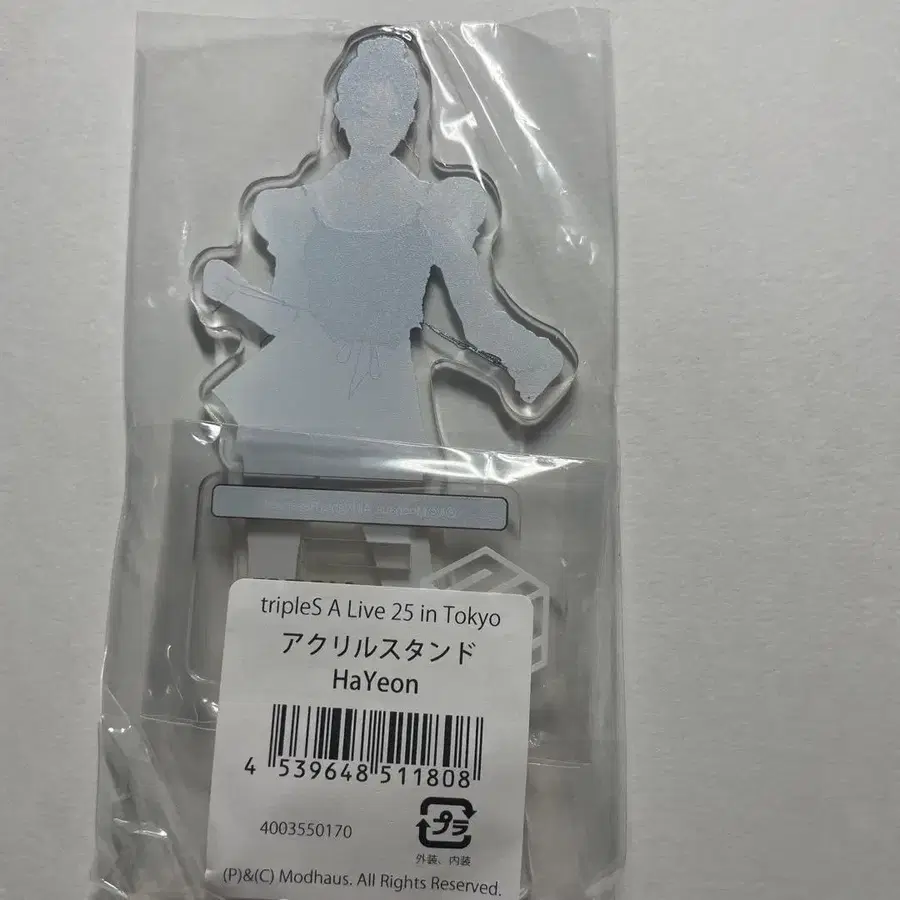 tripleS A Live 25 in Tokyo
アクリルスタンド
HaYeon
4 539648 511808
4003550170
プラ
外装、内装
(P)&(C) Modhaus. All Rights Reserved.